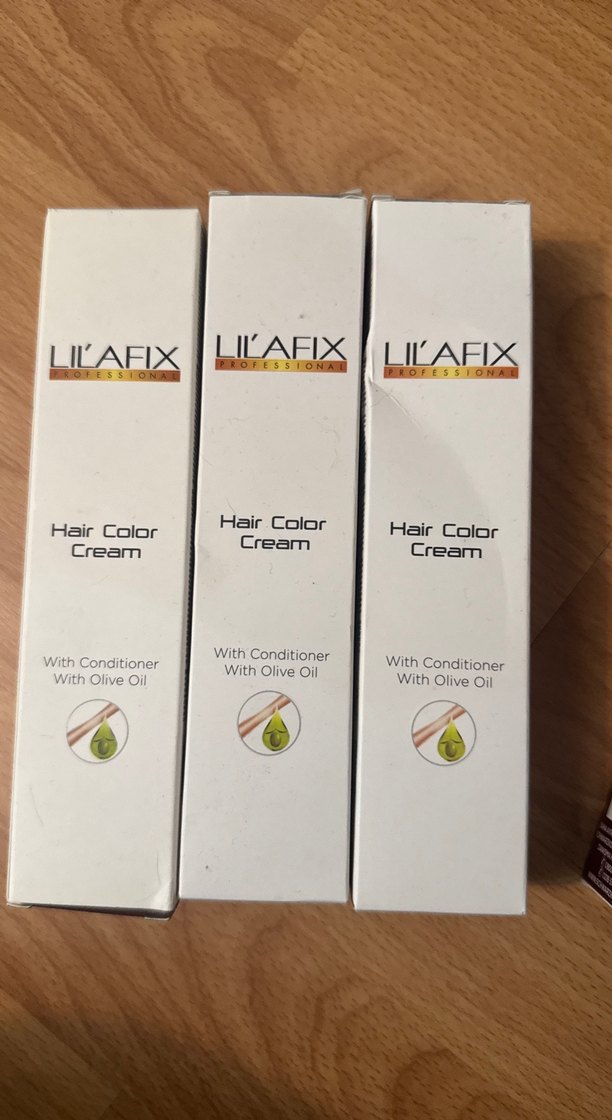 LIL'AFIX
PROFESSIONAL
Hair Color
Cream
With Conditioner
With Olive Oil
LIL'AFIX
PROFESSIONAL
Hair Color
Cream
With Conditioner
With Olive Oil
LIL'AFIX
PROFESSIONAL
Hair Color
Cream
With Conditioner
With Olive Oil